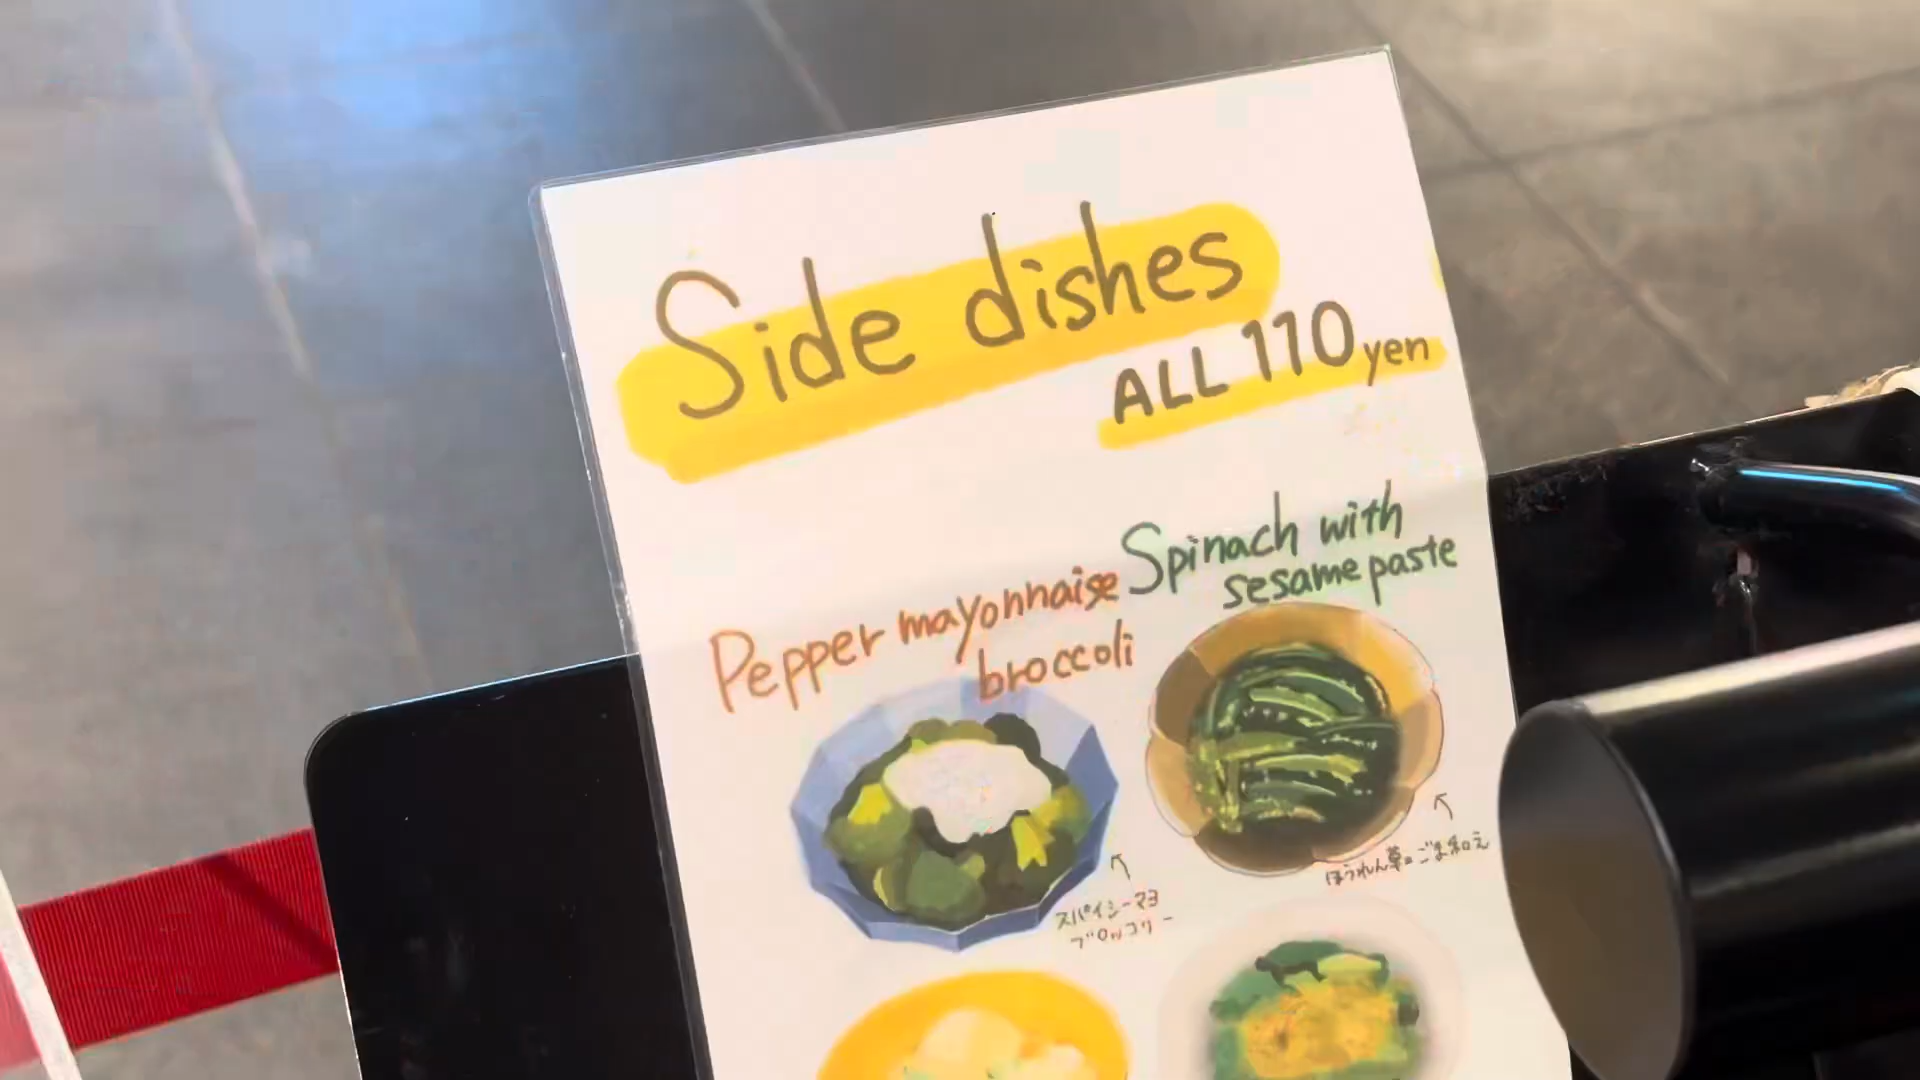 Side dishes
ALL 110 yen
Pepper mayonnaise
broccoli
Spinach with
sesame paste
スパイシーマヨ
ブロッコリー
ほうれん草のごま和え